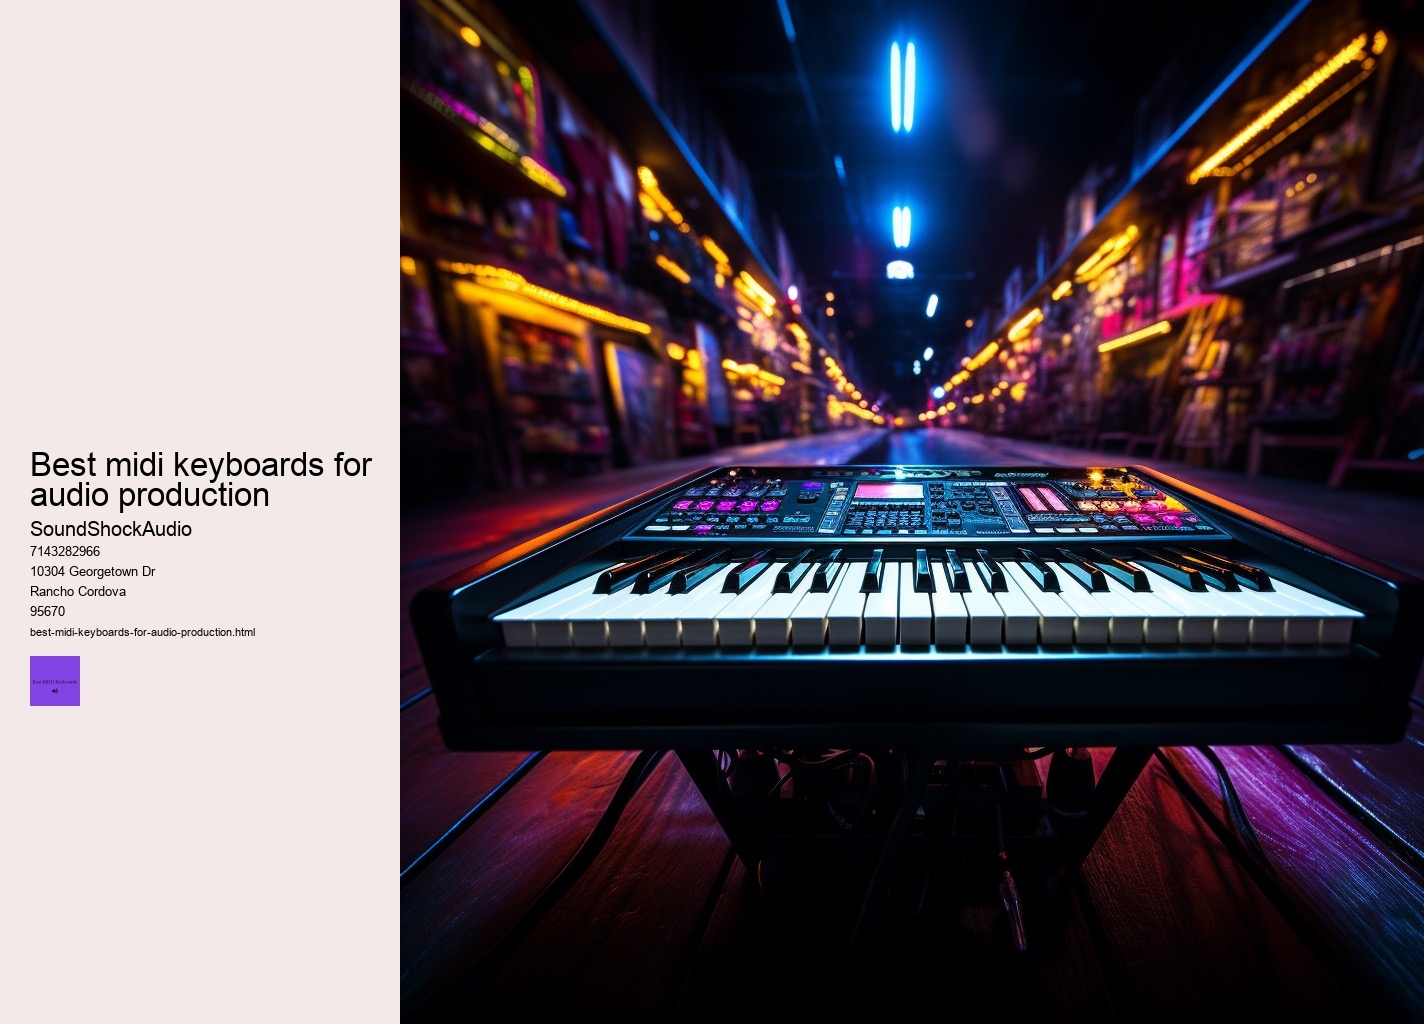 Best midi keyboards for
audio production
SoundShockAudio
7143282966
10304 Georgetown Dr
Rancho Cordova
95670
best-midi-keyboards-for-audio-production.html
Best MIDI Keyboards